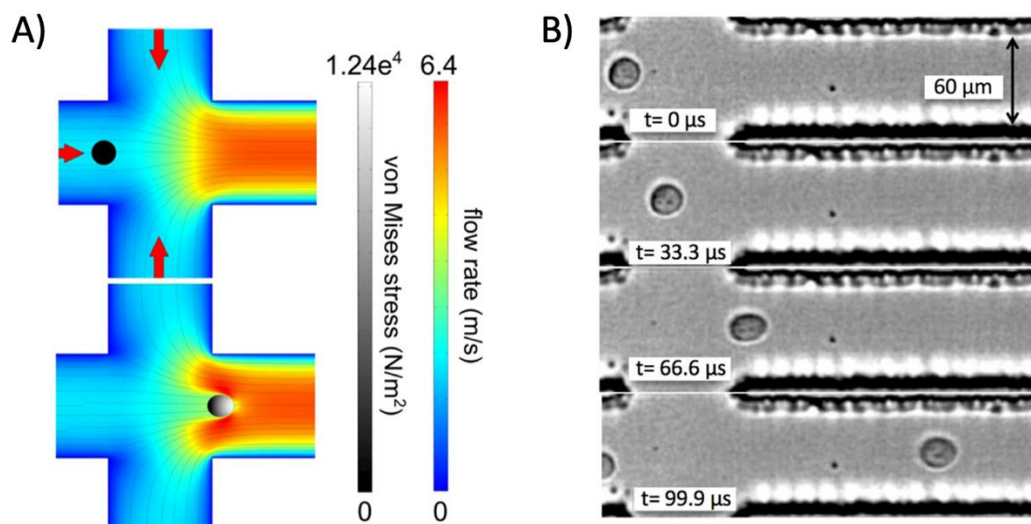 A)
1.24e⁴
6.4
von Mises stress (N/m²)
flow rate (m/s)
0
0
B)
60 µm
t= 0 µs
t= 33.3 µs
t= 66.6 µs
t= 99.9 µs